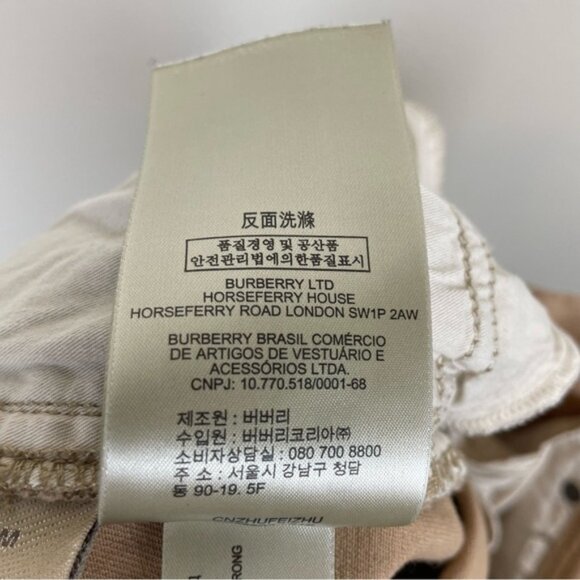 反面洗滌
품질경영 및 공산품
안전관리법에의한품질표시
BURBERRY LTD
HORSEFERRY HOUSE
HORSEFERRY ROAD LONDON SW1P 2AW
BURBERRY BRASIL COMÉRCIO
DE ARTIGOS DE VESTUÁRIO E
ACESSÓRIOS LTDA.
CNPJ: 10.770.518/0001-68
제조원 : 버버리
수입원 : 버버리코리아㈜
소비자상담실 : 080 700 8800
주 소 : 서울시 강남구 청담
동 90-19. 5F
CNZHUFEIZHU
RONG
M